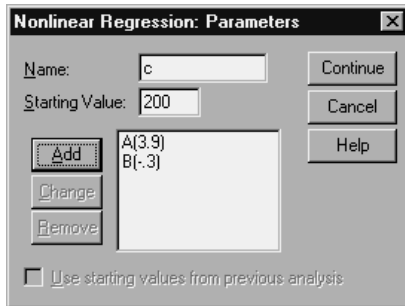 Nonlinear Regression: Parameters
Name: c
Continue
Starting Value: 200
Cancel
Add
A(3.9)
Help
B(-.3)
Change
Remove
Use starting values from previous analysis